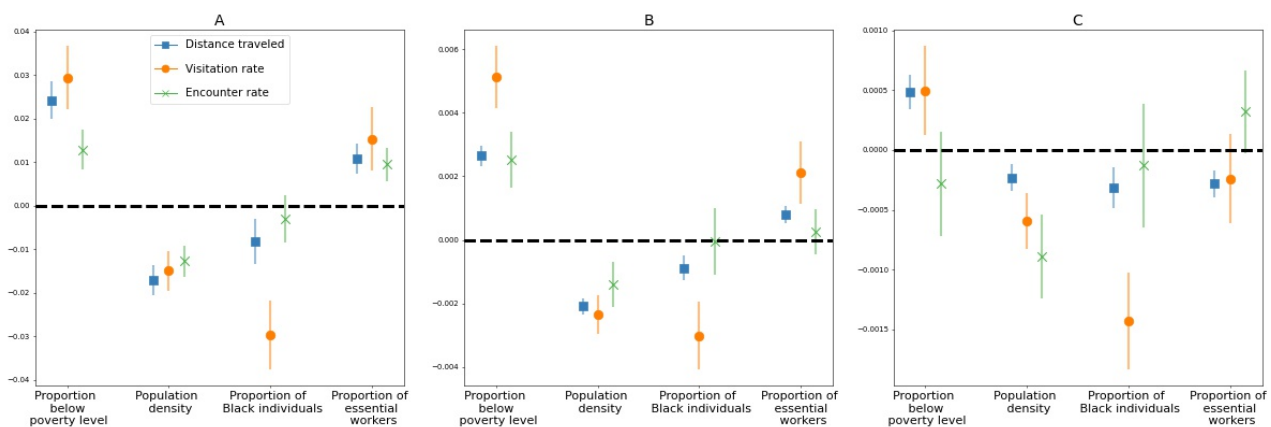 A
0.04
0.03
0.02
0.01
0.00
−0.01
−0.02
−0.03
−0.04
Distance traveled
Visitation rate
Encounter rate
Proportion
below
poverty level
Population
density
Proportion of
Black individuals
Proportion of
essential
workers
B
0.006
0.004
0.002
0.000
−0.002
−0.004
Proportion
below
poverty level
Population
density
Proportion of
Black individuals
Proportion of
essential
workers
C
0.0010
0.0005
0.0000
−0.0005
−0.0010
−0.0015
Proportion
below
poverty level
Population
density
Proportion of
Black individuals
Proportion of
essential
workers